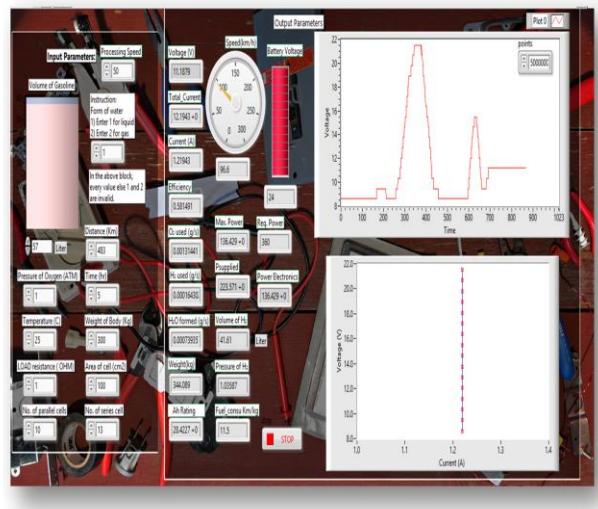 Output Parameters
Plot 0
Input Parameters:
Processing Speed
50
Volume of Gasoline
Instruction:
Form of water
1) Enter 1 for liquid
2) Enter 2 for gas
1
In the above block,
every value else 1 and 2
are invalid.
57
Liter
Distance (Km)
483
Pressure of Oxygen (ATM)
Time (hr)
1
5
Temperature (C)
Weight of Body (Kg)
25
300
LOAD resistance ( OHM)
Area of cell (cm2)
1
100
No. of parallel cells
No. of series cell
10
13
Voltage (V)
11.1879
Total_Current
12.1943 +0
Current (A)
1.21943
Efficiency
0.581491
O₂ used (g/s)
0.00131441
H₂ used (g/s)
0.0001643
H₂O formed (g/s)
0.00073935
Weight(kg)
344.089
Ah Rating
28.4227 +0
Speed(km/h)
0 50 100 150 200 250 300
96.6
Battery Voltage
24
Max. Power
Req. Power
136.429 +0
360
Psupplied
Power Electronics
223.571 +0
136.429 +0
Volume of H₂
41.61
Liter
Pressure of H₂
1.03587
Fuel_consu Km/kg
11.5
STOP
points
5000000
Voltage
22
20
18
16
14
12
10
8
0 100 200 300 400 500 600 700 800 900 1023
Time
Voltage (V)
22.0
20.0
18.0
16.0
14.0
12.0
10.0
8.0
1.0 1.1 1.2 1.3 1.4
Current (A)